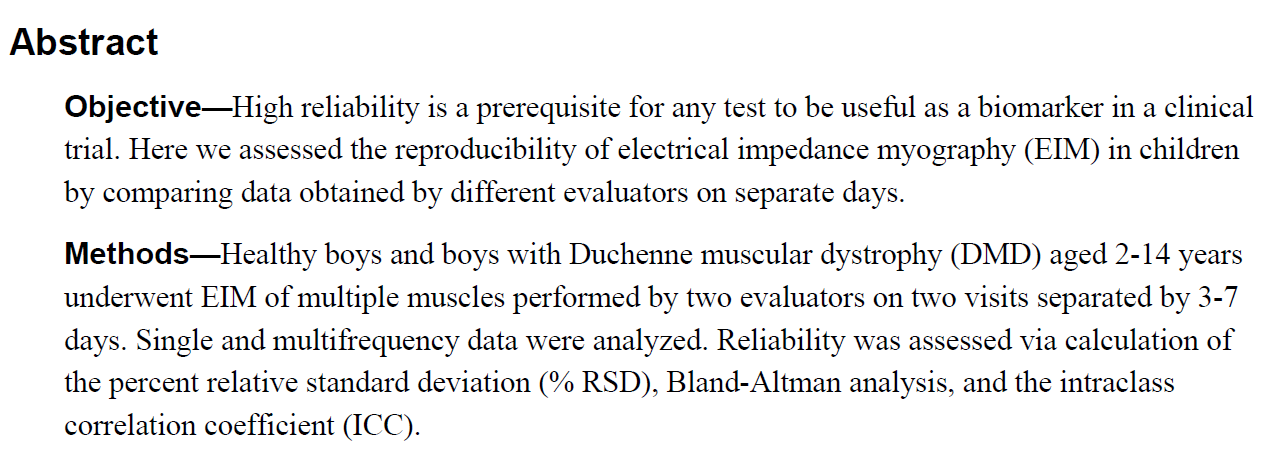 Abstract
Objective—High reliability is a prerequisite for any test to be useful as a biomarker in a clinical
trial. Here we assessed the reproducibility of electrical impedance myography (EIM) in children
by comparing data obtained by different evaluators on separate days.
Methods—Healthy boys and boys with Duchenne muscular dystrophy (DMD) aged 2-14 years
underwent EIM of multiple muscles performed by two evaluators on two visits separated by 3-7
days. Single and multifrequency data were analyzed. Reliability was assessed via calculation of
the percent relative standard deviation (% RSD), Bland-Altman analysis, and the intraclass
correlation coefficient (ICC).